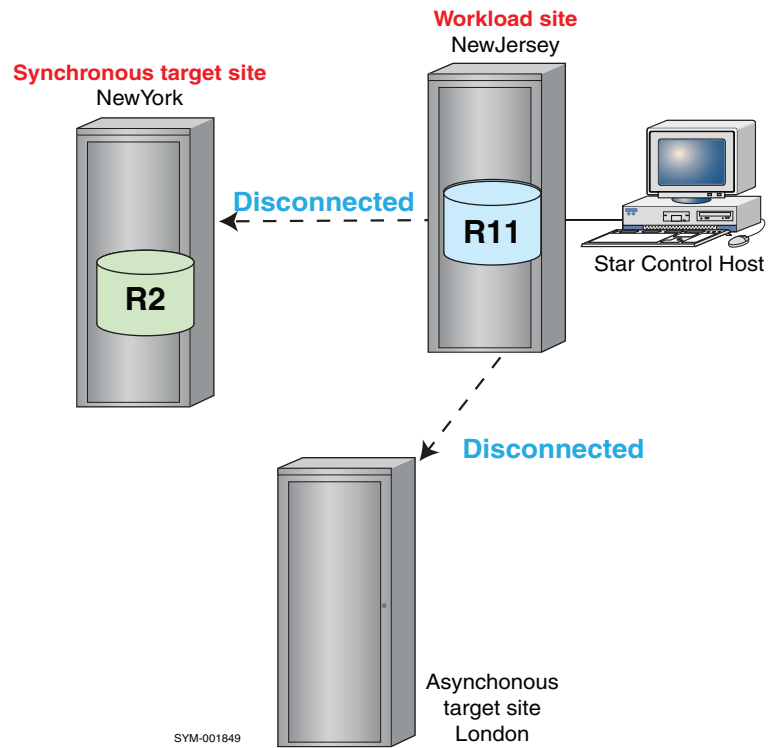 Workload site
NewJersey
Synchronous target site
NewYork
Disconnected
R11
R2
Star Control Host
Disconnected
Asynchonous
target site
London
SYM-001849